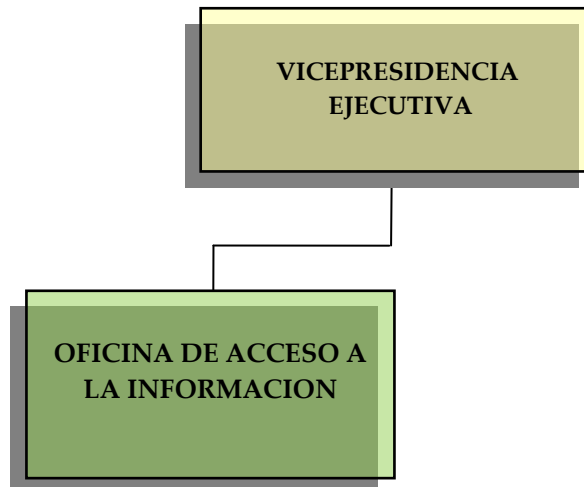 VICEPRESIDENCIA
EJECUTIVA
OFICINA DE ACCESO A
LA INFORMACION